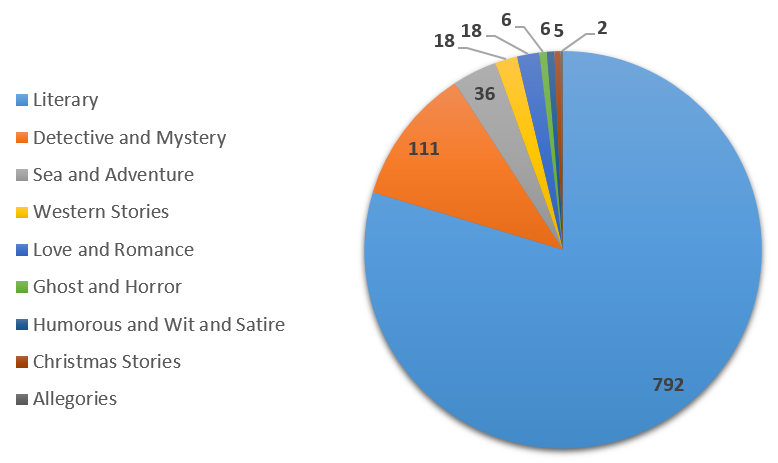 Literary
Detective and Mystery
Sea and Adventure
Western Stories
Love and Romance
Ghost and Horror
Humorous and Wit and Satire
Christmas Stories
Allegories
792
111
36
18
18
6
6
5
2